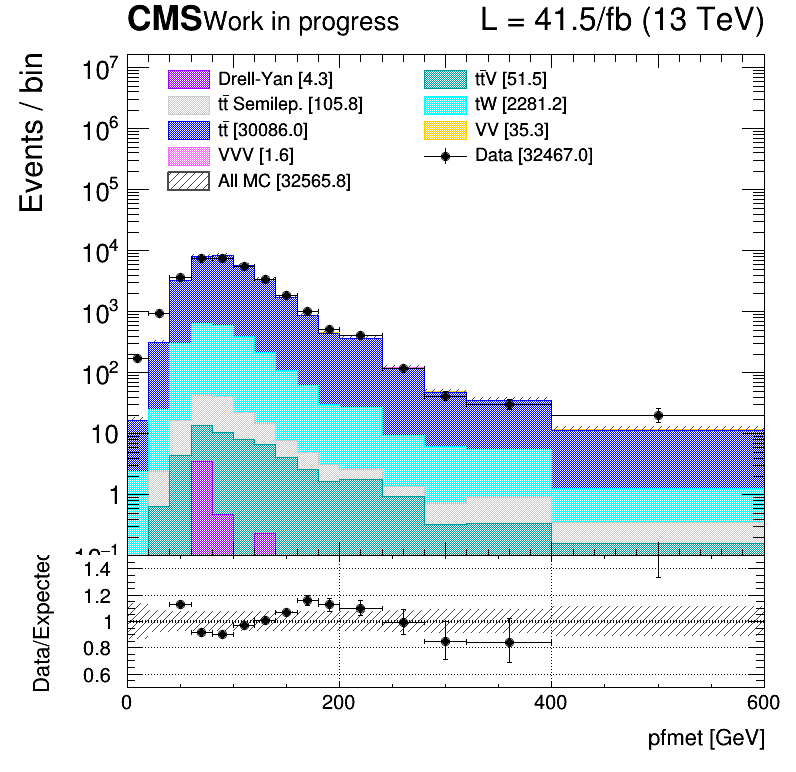 CMS Work in progress L = 41.5/fb (13 TeV)
Events / bin
10⁷
10⁶
10⁵
10⁴
10³
10²
10
1
10⁻¹
Drell-Yan [4.3]
tt̄ Semilep. [105.8]
tt̄ [30086.0]
VVV [1.6]
All MC [32565.8]
tt̄V [51.5]
tW [2281.2]
VV [35.3]
Data [32467.0]
Data/Expected
1.4
1.2
1
0.8
0.6
0 200 400 600
pfmet [GeV]